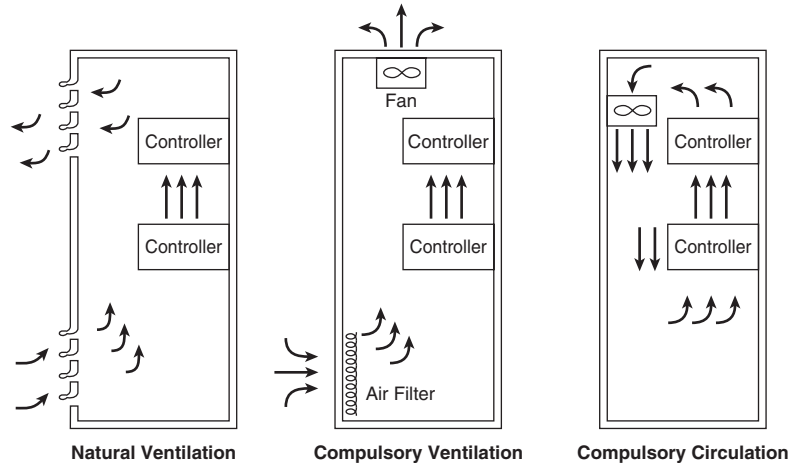 Controller
Controller
Natural Ventilation
Fan
Controller
Controller
Air Filter
Compulsory Ventilation
Controller
Controller
Compulsory Circulation